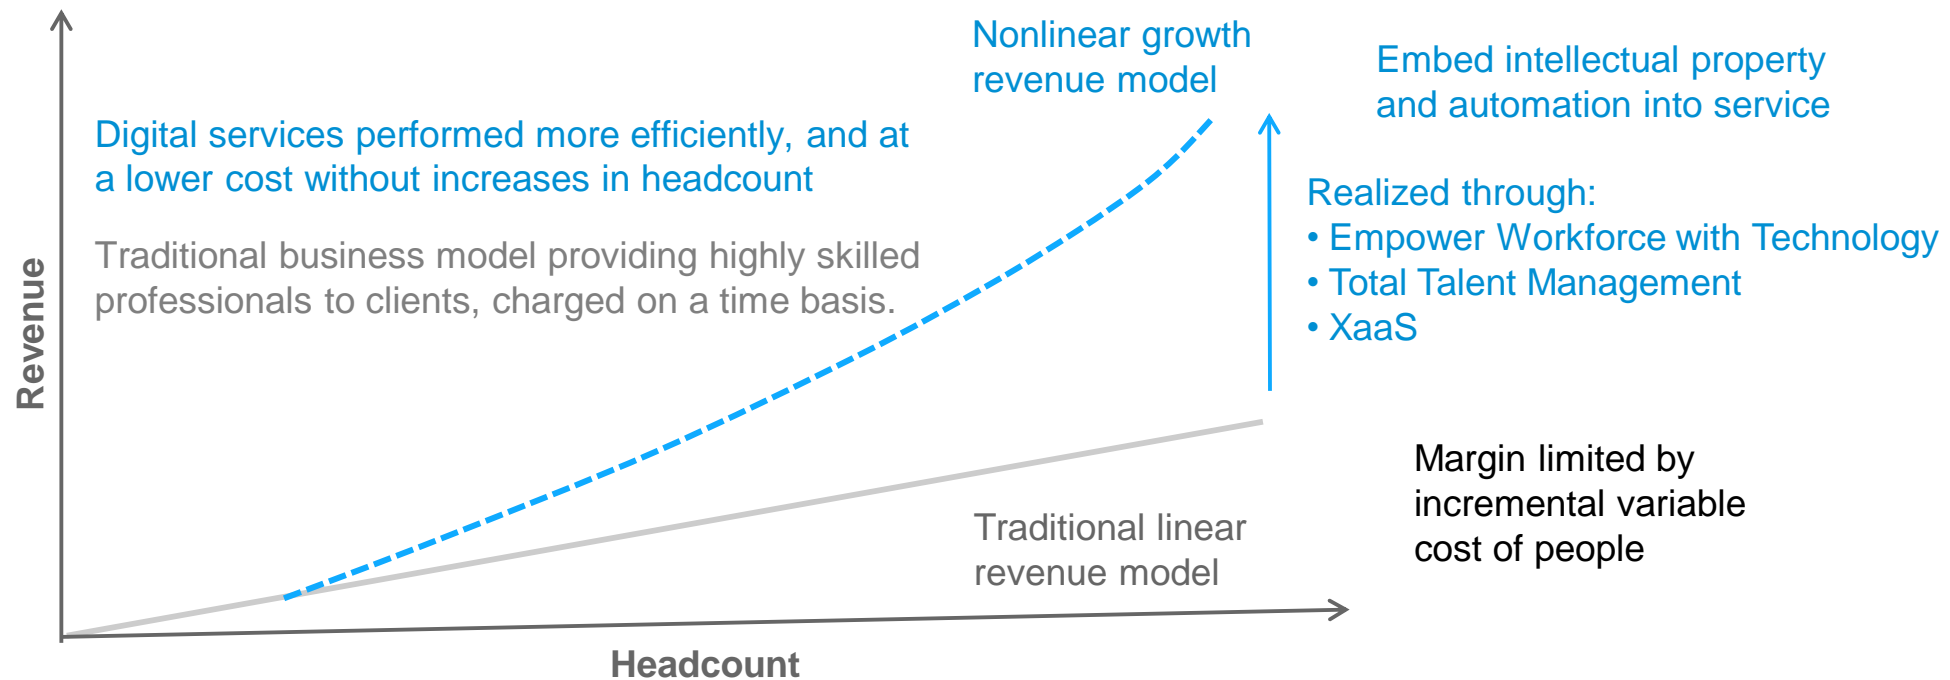 Nonlinear growth
revenue model
Embed intellectual property
and automation into service
Digital services performed more efficiently, and at
a lower cost without increases in headcount
Realized through:
• Empower Workforce with Technology
• Total Talent Management
• XaaS
Traditional business model providing highly skilled
professionals to clients, charged on a time basis.
Revenue
Margin limited by
incremental variable
cost of people
Traditional linear
revenue model
Headcount